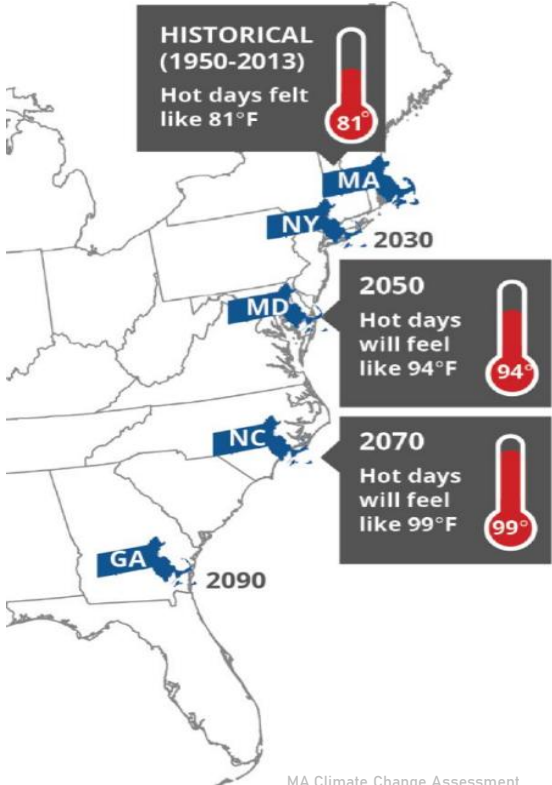 HISTORICAL
(1950-2013)
Hot days felt
like 81°F
81°
MA
NY
2030
MD
2050
Hot days
will feel
like 94°F
94°
NC
2070
Hot days
will feel
like 99°F
99°
GA
2090
MA Climate Change Assessment